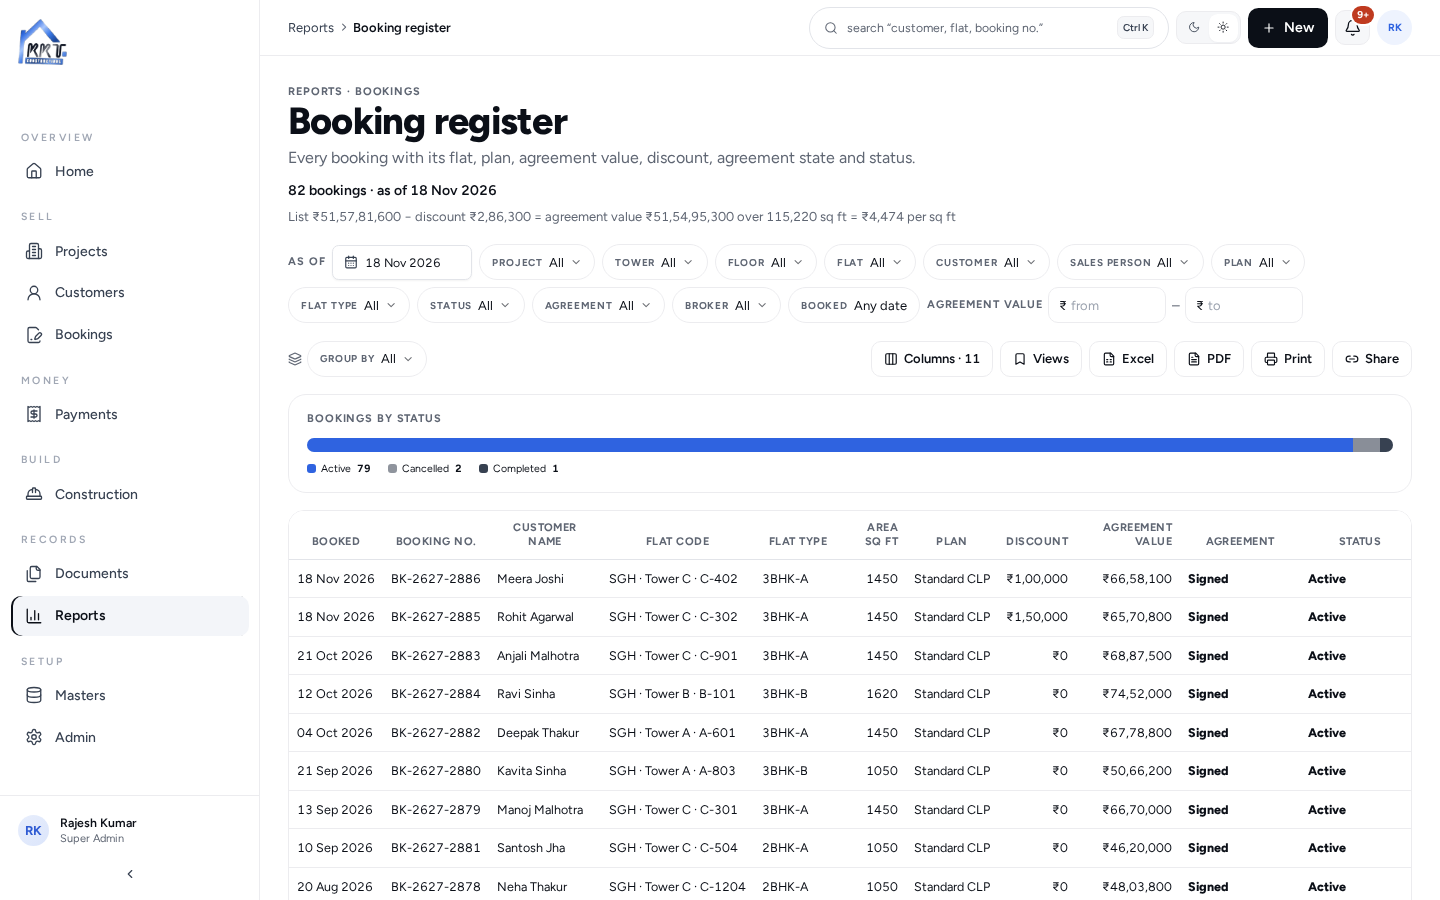 RKT
CONSTRUCTIONS
Reports > Booking register
search “customer, flat, booking no.”
Ctrl K
New
9+
RK
OVERVIEW
Home
SELL
Projects
Customers
Bookings
MONEY
Payments
BUILD
Construction
RECORDS
Documents
Reports
SETUP
Masters
Admin
RK
Rajesh Kumar
Super Admin
REPORTS · BOOKINGS
Booking register
Every booking with its flat, plan, agreement value, discount, agreement state and status.
82 bookings · as of 18 Nov 2026
List ₹51,57,81,600 − discount ₹2,86,300 = agreement value ₹51,54,95,300 over 115,220 sq ft = ₹4,474 per sq ft
AS OF 18 Nov 2026 PROJECT All TOWER All FLOOR All FLAT All CUSTOMER All SALES PERSON All PLAN All
FLAT TYPE All STATUS All AGREEMENT All BROKER All BOOKED Any date AGREEMENT VALUE ₹ from – ₹ to
GROUP BY All Columns · 11 Views Excel PDF Print Share
BOOKINGS BY STATUS
Active 79 Cancelled 2 Completed 1
BOOKED BOOKING NO. CUSTOMER NAME FLAT CODE FLAT TYPE AREA SQ FT PLAN DISCOUNT AGREEMENT VALUE AGREEMENT STATUS
18 Nov 2026 BK-2627-2886 Meera Joshi SGH · Tower C · C-402 3BHK-A 1450 Standard CLP ₹1,00,000 ₹66,58,100 Signed Active
18 Nov 2026 BK-2627-2885 Rohit Agarwal SGH · Tower C · C-302 3BHK-A 1450 Standard CLP ₹1,50,000 ₹65,70,800 Signed Active
21 Oct 2026 BK-2627-2883 Anjali Malhotra SGH · Tower C · C-901 3BHK-A 1450 Standard CLP ₹0 ₹68,87,500 Signed Active
12 Oct 2026 BK-2627-2884 Ravi Sinha SGH · Tower B · B-101 3BHK-B 1620 Standard CLP ₹0 ₹74,52,000 Signed Active
04 Oct 2026 BK-2627-2882 Deepak Thakur SGH · Tower A · A-601 3BHK-A 1450 Standard CLP ₹0 ₹67,78,800 Signed Active
21 Sep 2026 BK-2627-2880 Kavita Sinha SGH · Tower A · A-803 3BHK-B 1050 Standard CLP ₹0 ₹50,66,200 Signed Active
13 Sep 2026 BK-2627-2879 Manoj Malhotra SGH · Tower C · C-301 3BHK-A 1450 Standard CLP ₹0 ₹66,70,000 Signed Active
10 Sep 2026 BK-2627-2881 Santosh Jha SGH · Tower C · C-504 2BHK-A 1050 Standard CLP ₹0 ₹46,20,000 Signed Active
20 Aug 2026 BK-2627-2878 Neha Thakur SGH · Tower C · C-1204 2BHK-A 1050 Standard CLP ₹0 ₹48,03,800 Signed Active